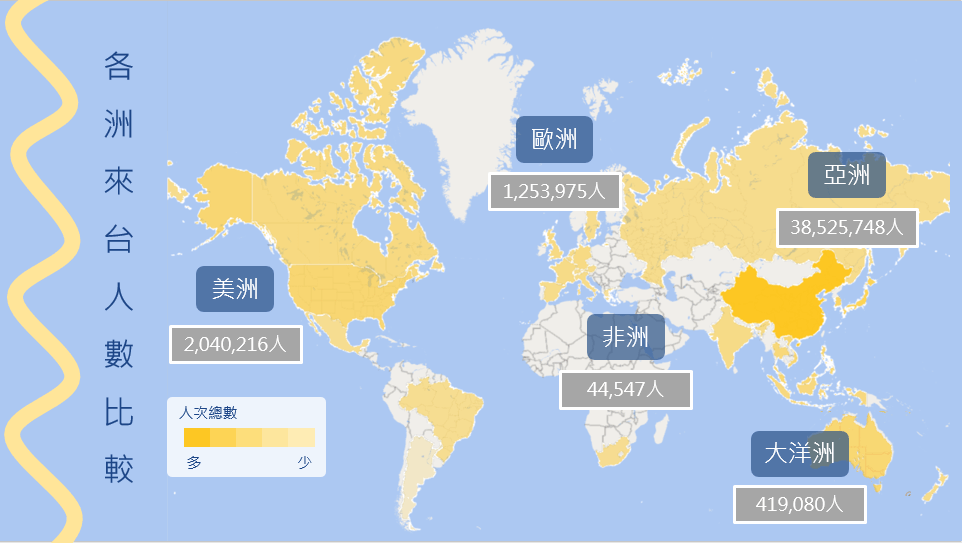 各洲來台人數比較
歐洲
1,253,975人
亞洲
38,525,748人
美洲
2,040,216人
非洲
44,547人
人次總數
多 少
大洋洲
419,080人